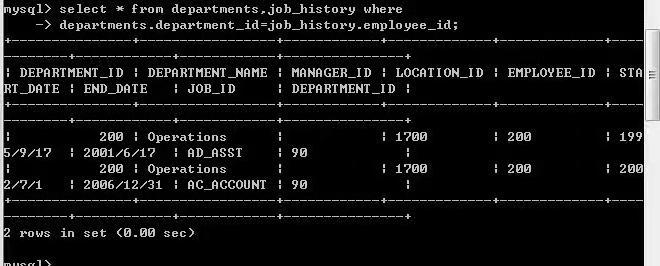 mysql> select * from departments,job_history where
    -> departments.department_id=job_history.employee_id;
+---------------+-----------------+------------+-------------+-------------+----
---------+------------+------------+---------------+
| DEPARTMENT_ID | DEPARTMENT_NAME | MANAGER_ID | LOCATION_ID | EMPLOYEE_ID | STA
RT_DATE | END_DATE   | JOB_ID     | DEPARTMENT_ID |
+---------------+-----------------+------------+-------------+-------------+----
---------+------------+------------+---------------+
|           200 | Operations      |            | 1700        | 200         | 199
5/9/17  | 2001/6/17  | AD_ASST    | 90            |
|           200 | Operations      |            | 1700        | 200         | 200
2/7/1   | 2006/12/31 | AC_ACCOUNT | 90            |
+---------------+-----------------+------------+-------------+-------------+----
---------+------------+------------+---------------+
2 rows in set (0.00 sec)
mysql>